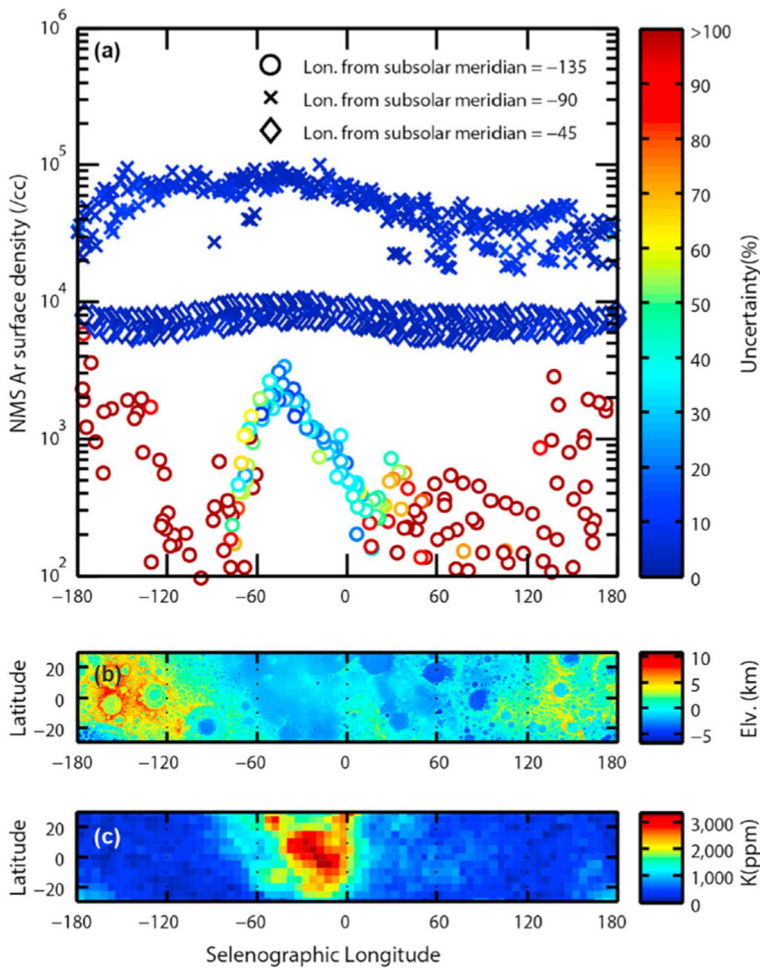 10^6
(a)
Lon. from subsolar meridian = −135
Lon. from subsolar meridian = −90
Lon. from subsolar meridian = −45
10^5
10^4
10^3
10^2
NMS Ar surface density (/cc)
−180 −120 −60 0 60 120 180
>100
90
80
70
60
50
40
30
20
10
0
Uncertainty(%)
(b)
Latitude
20
0
−20
−180 −120 −60 0 60 120 180
10
5
0
−5
Elv. (km)
(c)
Latitude
20
0
−20
−180 −120 −60 0 60 120 180
3,000
2,000
1,000
0
K(ppm)
Selenographic Longitude